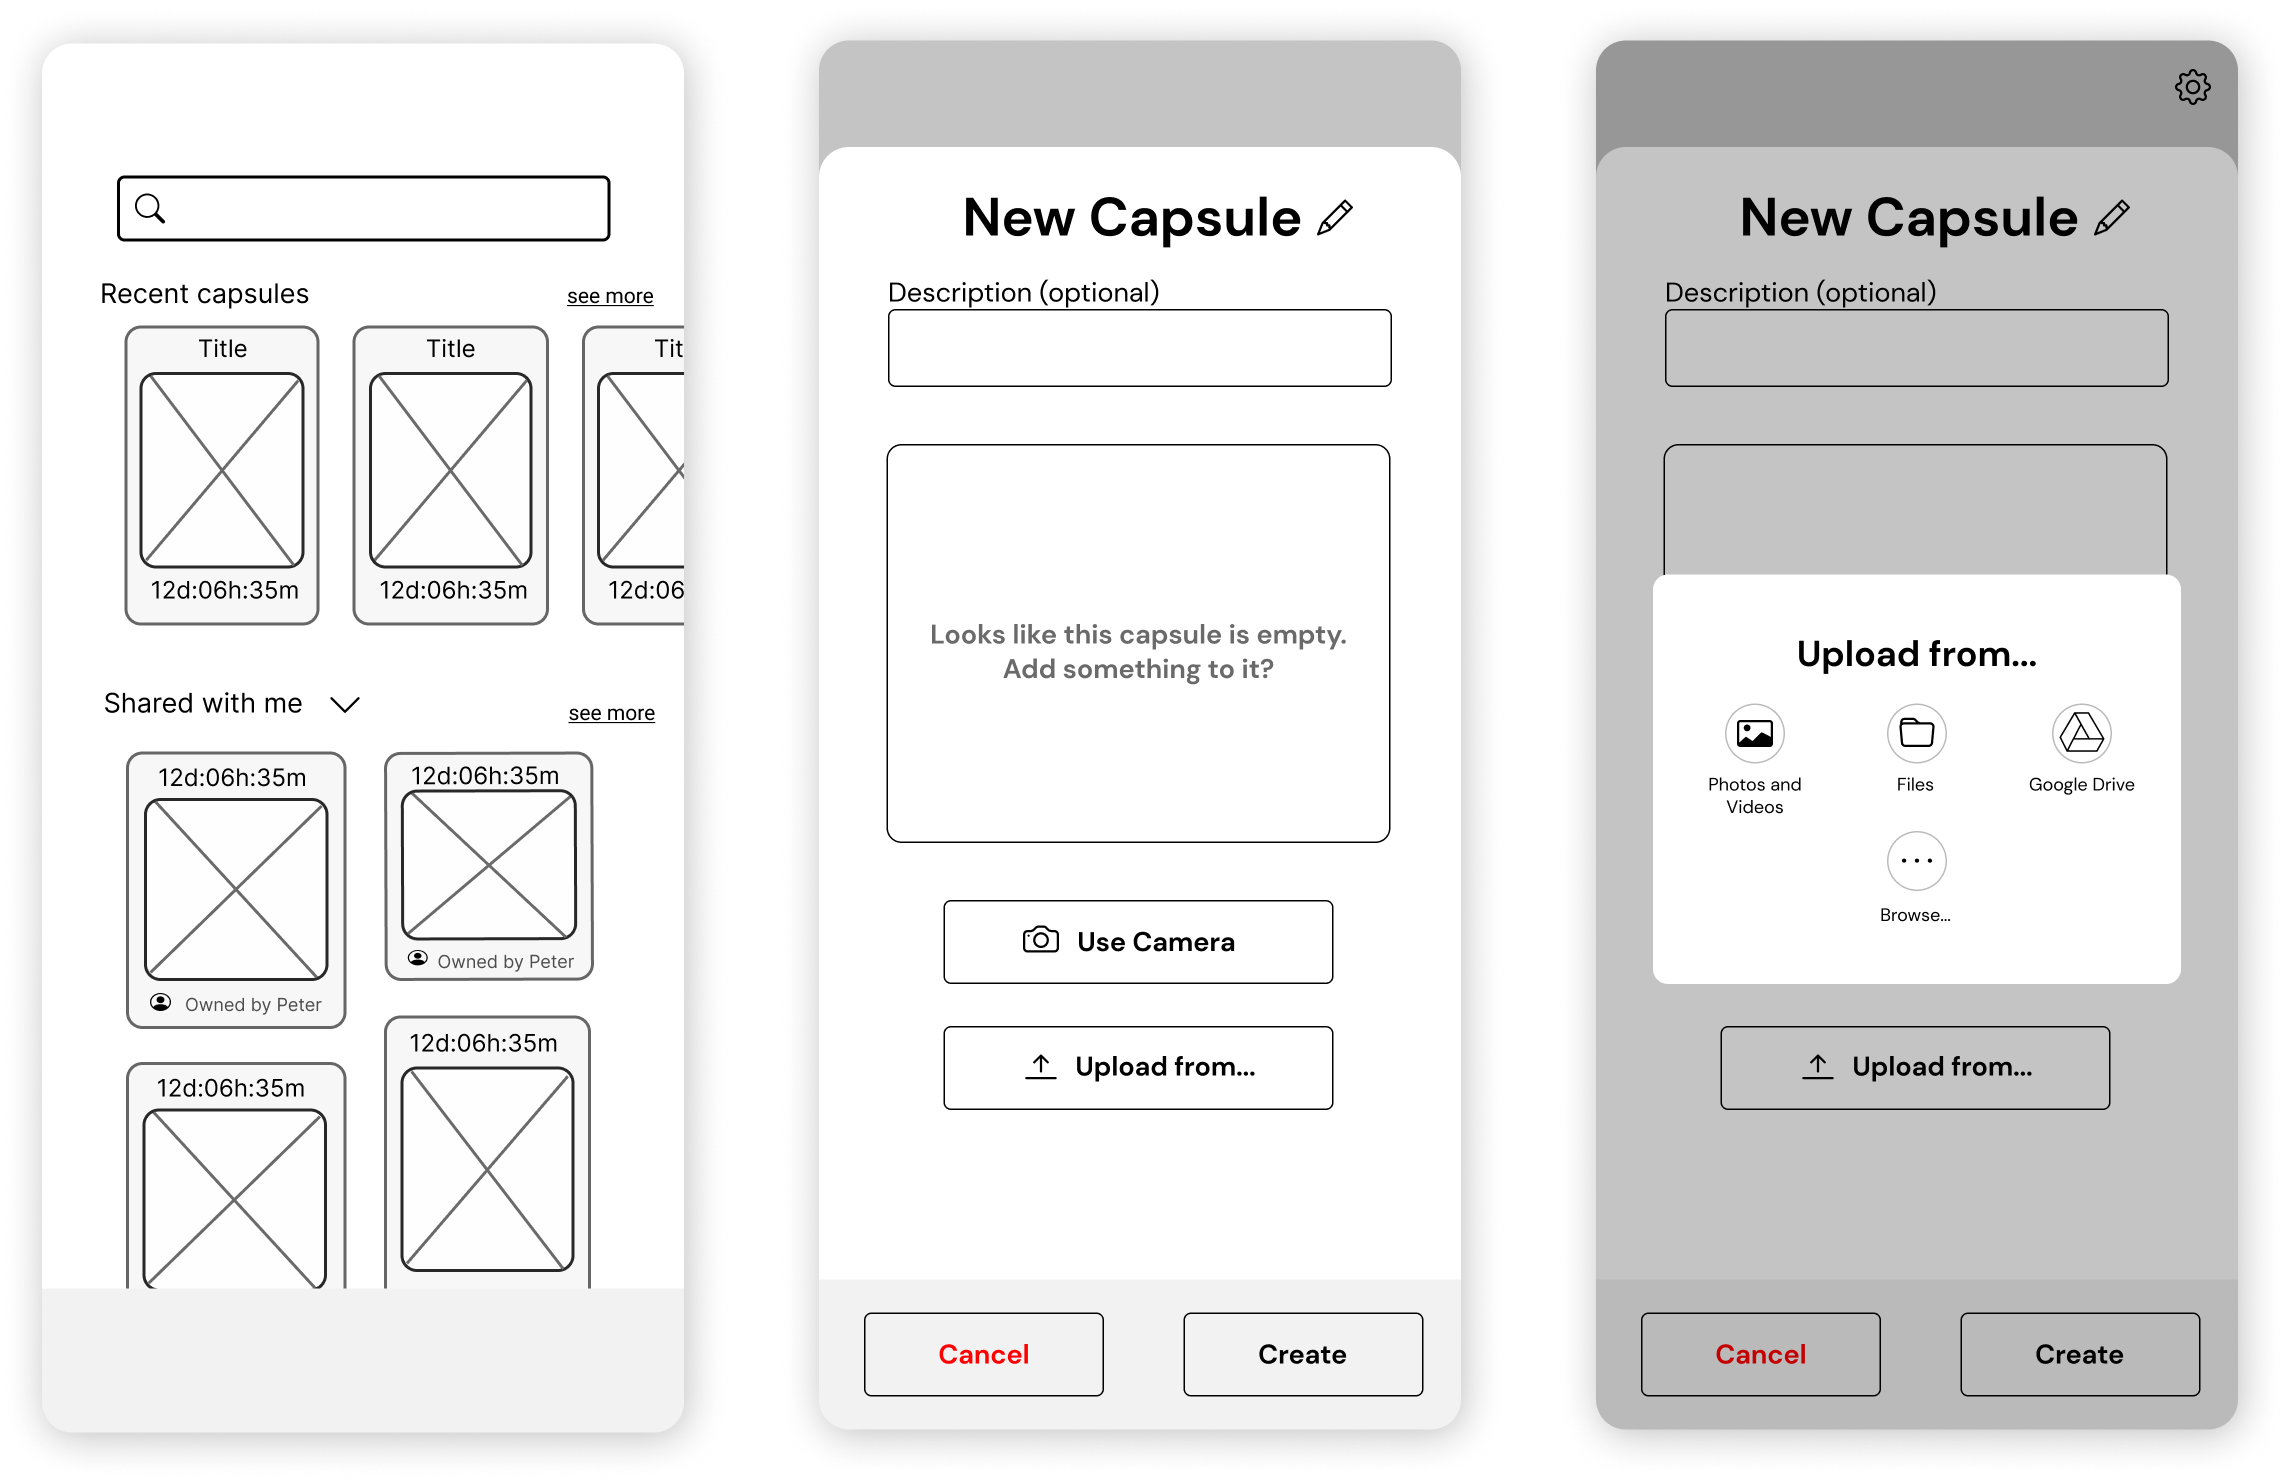 Recent capsules
see more
Title
Title
Tit
12d:06h:35m
12d:06h:35m
12d:06
Shared with me
see more
12d:06h:35m
12d:06h:35m
Owned by Peter
Owned by Peter
12d:06h:35m
12d:06h:35m
New Capsule
Description (optional)
Looks like this capsule is empty.
Add something to it?
Use Camera
Upload from...
Cancel
Create
New Capsule
Description (optional)
Upload from...
Photos and
Videos
Files
Google Drive
Browse...
Upload from...
Cancel
Create